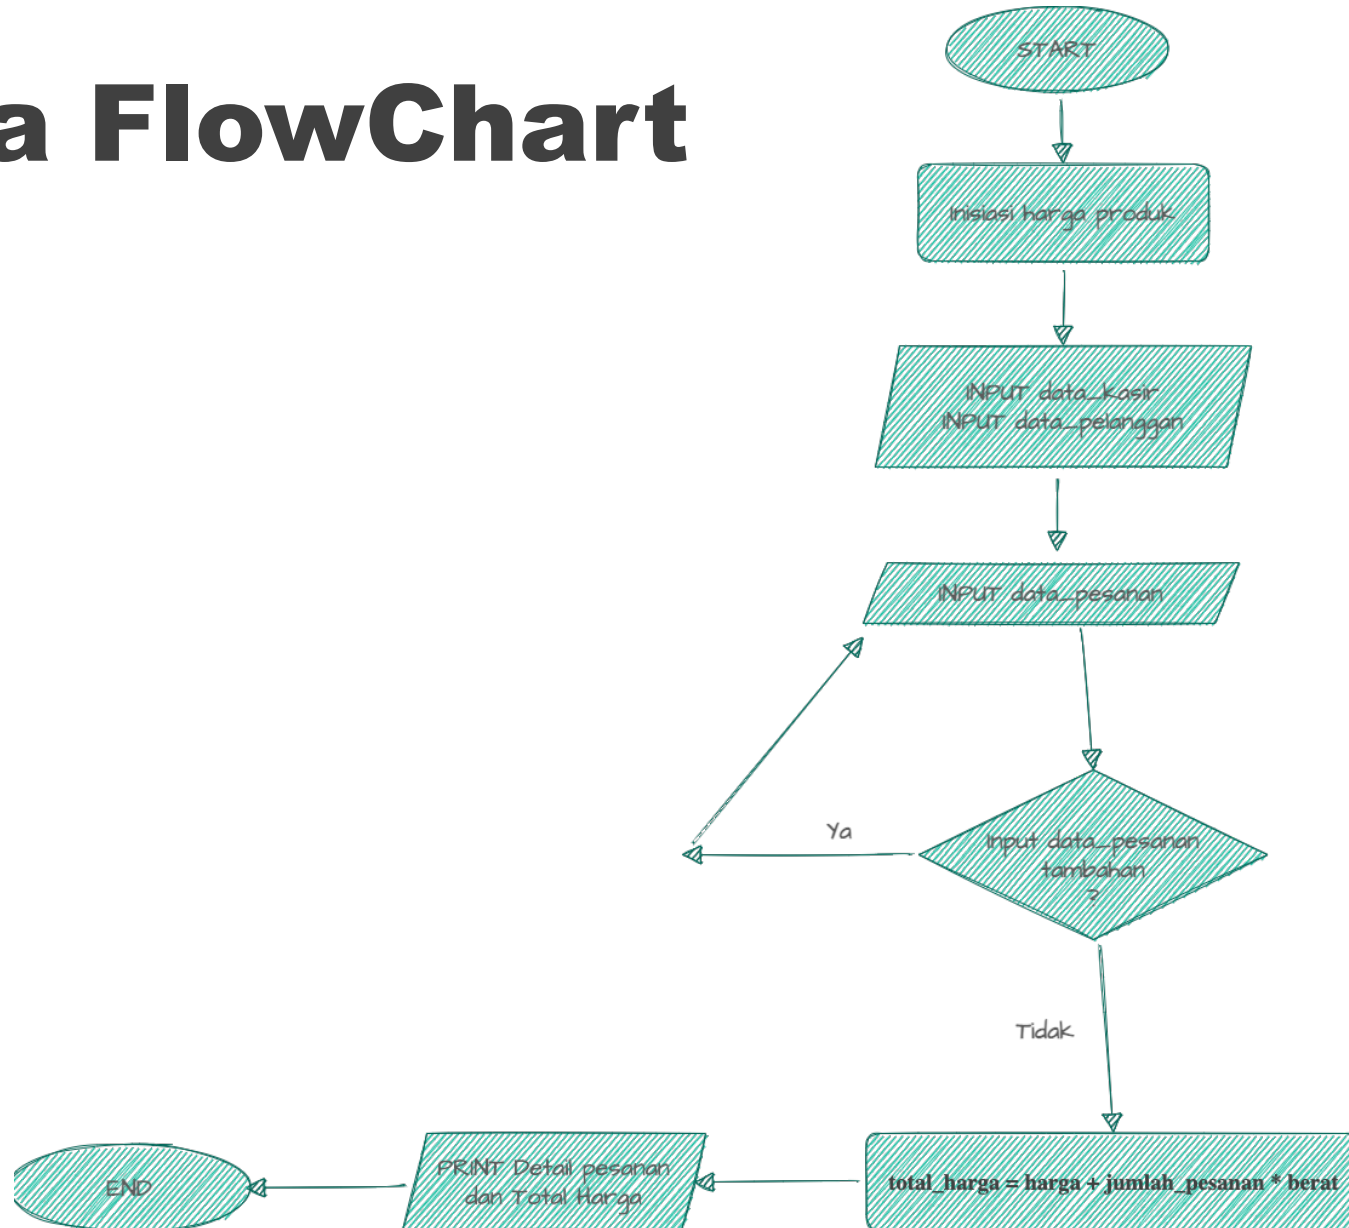 a FlowChart
START
Inisiasi harga produk
INPUT data_kasir
INPUT data_pelanggan
INPUT data_pesanan
Ya
Input data_pesanan
tambahan
?
Tidak
total_harga = harga + jumlah_pesanan * berat
PRINT Detail pesanan
dan Total Harga
END